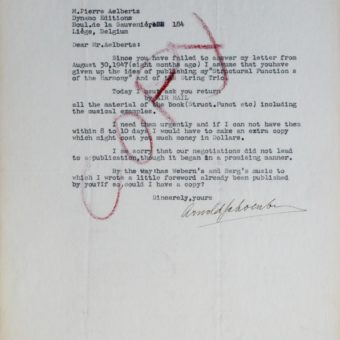 M.Pierre Aelberts
Dynamo Editions
Boul.de la Sauvenière 184
Liége, Belgium
Dear Mr.Aelberts:
Since you have failed to answer my letter from
August 30,1947(eight months ago) I assume that youhave
given up the idea of publishing my"Structural Function s
of the Harmony" and of the String Trio.
Today I must ask you return
by AIR MAIL
all the material of the book(Struct.Funct etc) including
the musical examples.
I need them urgently and if I can not have them
within 8 to 10 days I would have to make an extra copy
which might cost you much money in Dollars.
I am sorry that our negotiations did not lead
to a publication,though it began in a promising manner.
By the way:has Webern's and Berg's music to
which I wrote a little foreword already been published
by you?If so,could I have a copy?
Sincerely,yours
Arnold Schoenberg
COPY